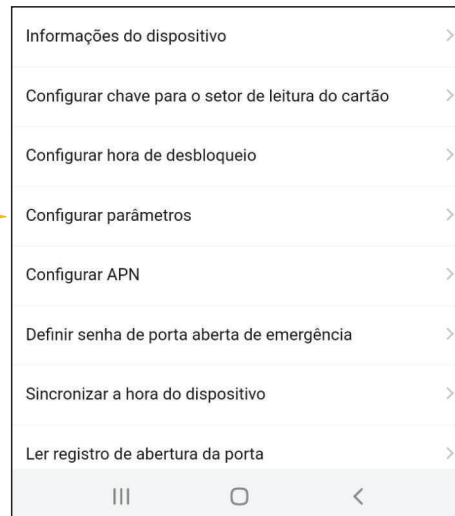 Informações do dispositivo
Configurar chave para o setor de leitura do cartão
Configurar hora de desbloqueio
Configurar parâmetros
Configurar APN
Definir senha de porta aberta de emergência
Sincronizar a hora do dispositivo
Ler registro de abertura da porta